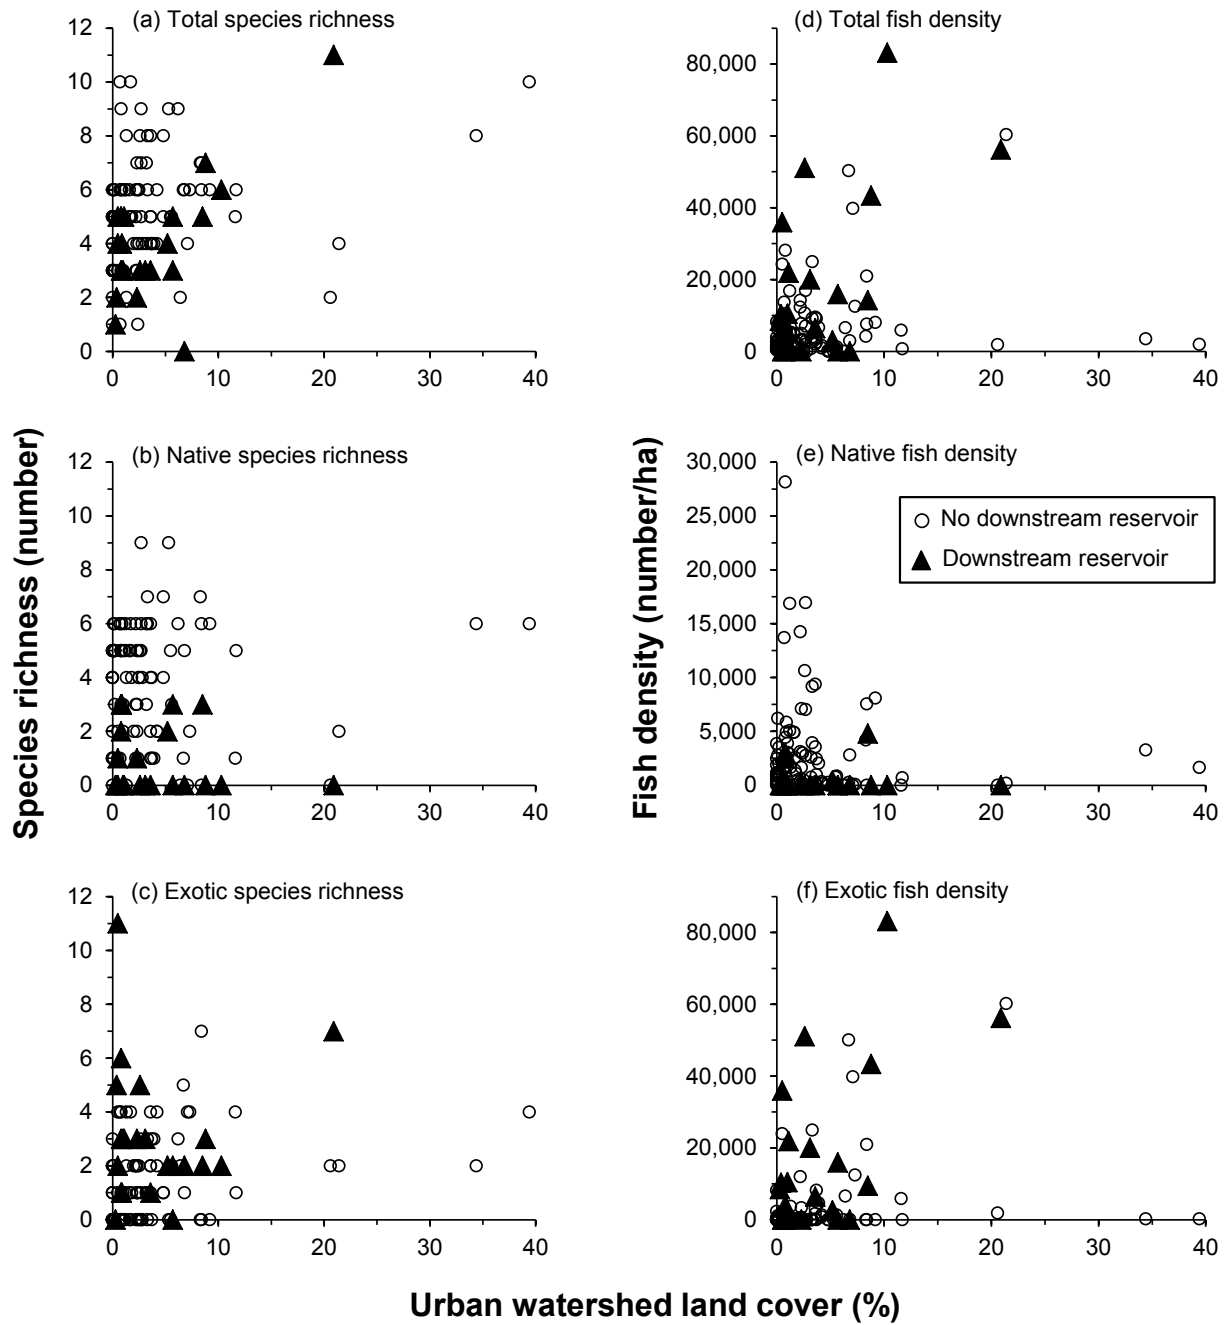 (a) Total species richness
12
10
8
6
4
2
0
0 10 20 30 40
(d) Total fish density
80,000
60,000
40,000
20,000
0
0 10 20 30 40
Species richness (number)
(b) Native species richness
12
10
8
6
4
2
0
0 10 20 30 40
Fish density (number/ha)
(e) Native fish density
30,000
25,000
20,000
15,000
10,000
5,000
0
0 10 20 30 40
No downstream reservoir
Downstream reservoir
(c) Exotic species richness
12
10
8
6
4
2
0
0 10 20 30 40
(f) Exotic fish density
80,000
60,000
40,000
20,000
0
0 10 20 30 40
Urban watershed land cover (%)